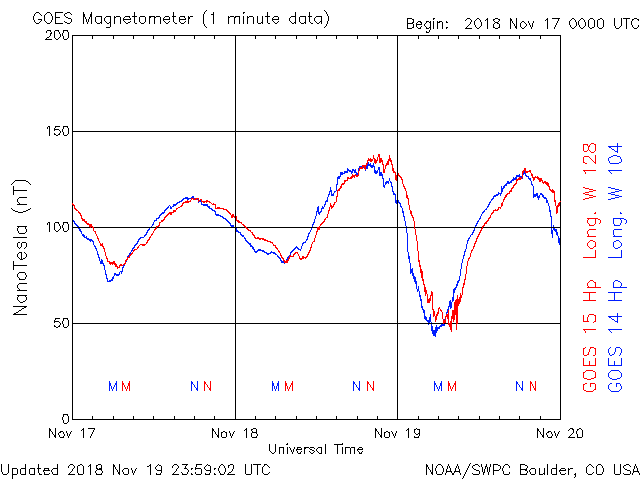 GOES Magnetometer (1 minute data)
Begin: 2018 Nov 17 0000 UTC
200
150
100
50
0
NanoTesla (nT)
M M N N M M N N M M N N
Nov 17 Nov 18 Nov 19 Nov 20
Universal Time
GOES 15 Hp Long. W 128
GOES 14 Hp Long. W 104
Updated 2018 Nov 19 23:59:02 UTC
NOAA/SWPC Boulder, CO USA